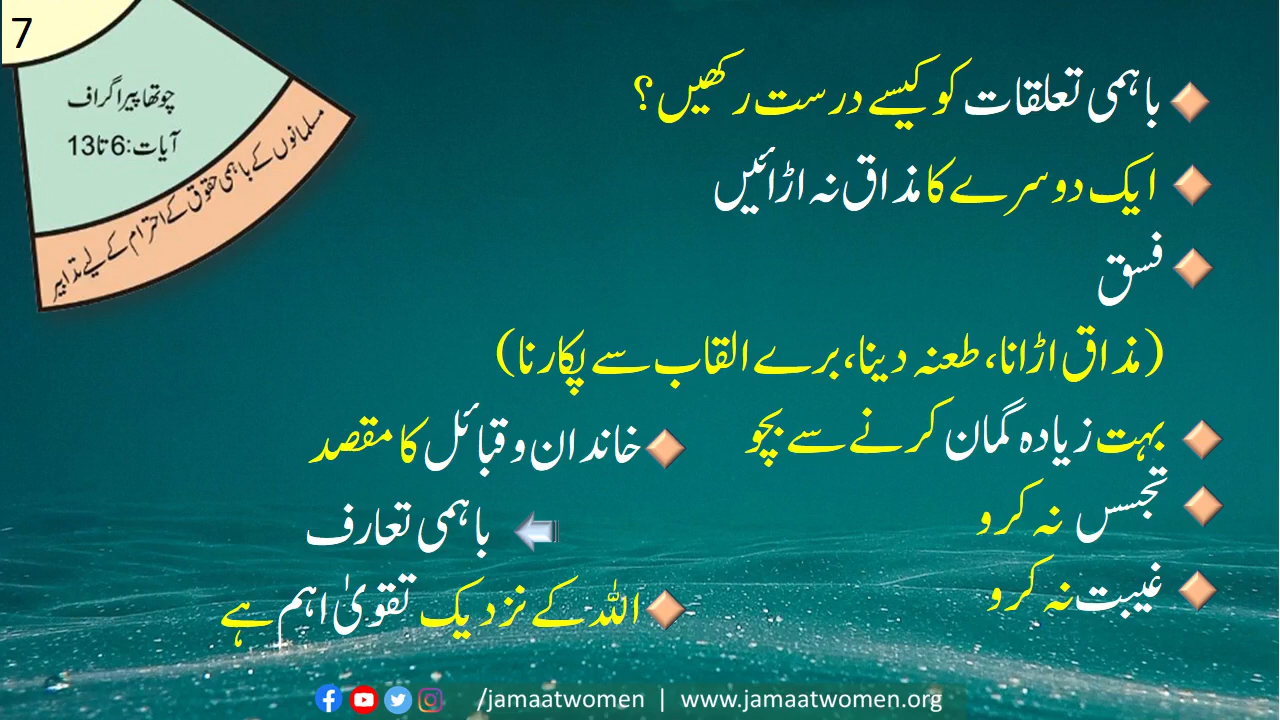 7
چوتھا پیراگراف
آیات:6 تا 13
مسلمانوں کے باہمی حقوق کے احترام کے لیے تدابیر
باہمی تعلقات کو کیسے درست رکھیں؟
ایک دوسرے کا مذاق نہ اڑائیں
فسق
(مذاق اڑانا، طعنہ دینا، برے القاب سے پکارنا)
بہت زیادہ گمان کرنے سے بچو
تجسس نہ کرو
غیبت نہ کرو
خاندان و قبائل کا مقصد
باہمی تعارف
اللہ کے نزدیک تقویٰ اہم ہے
/jamaatwomen | www.jamaatwomen.org